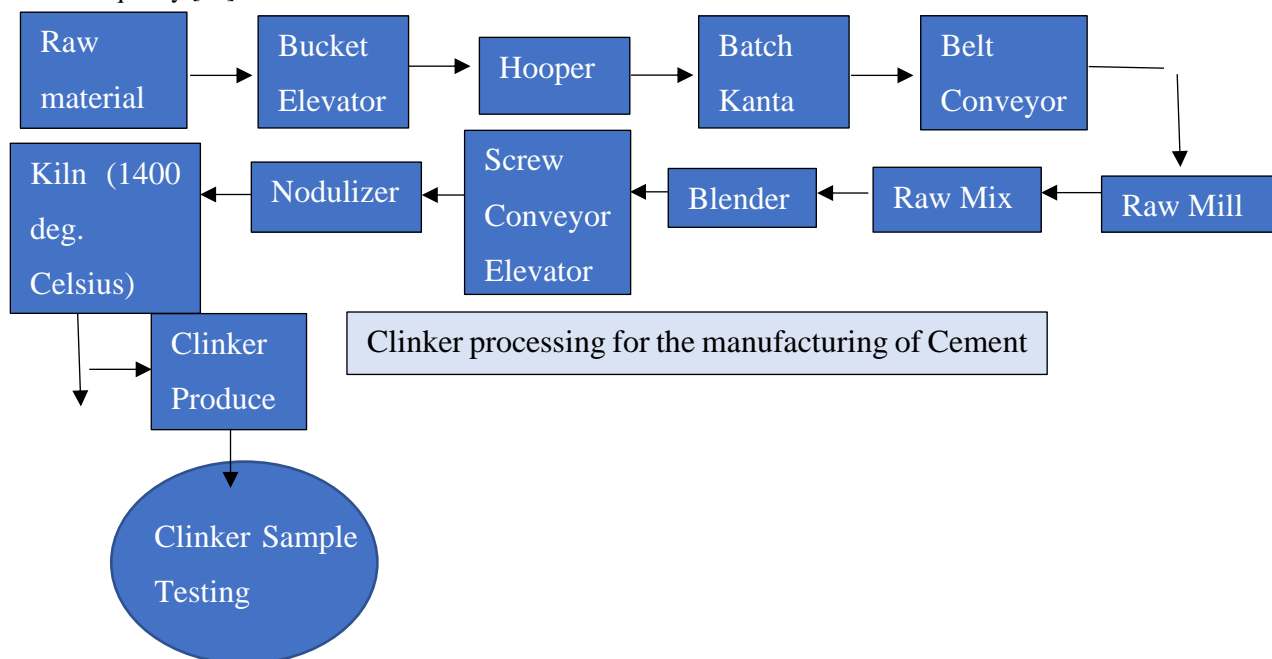 Raw
material
Bucket
Elevator
Hooper
Batch
Kanta
Belt
Conveyor
Raw Mill
Raw Mix
Blender
Screw
Conveyor
Elevator
Nodulizer
Kiln (1400
deg.
Celsius)
Clinker
Produce
Clinker processing for the manufacturing of Cement
Clinker Sample
Testing